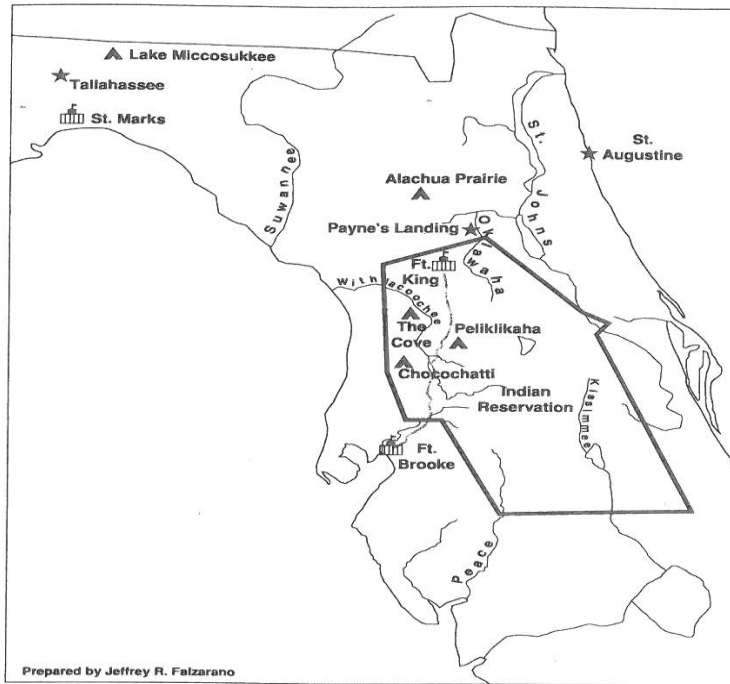 Lake Miccosukkee
Tallahassee
St. Marks
St.
Augustine
St. Johns
Suwannee
Alachua Prairie
Payne's Landing
Oklawaha
Ft.
King
Withlacoochee
The
Cove
Peliklikaha
Chocochatti
Indian
Reservation
Kissimmee
Ft.
Brooke
Peace
Prepared by Jeffrey R. Falzarano